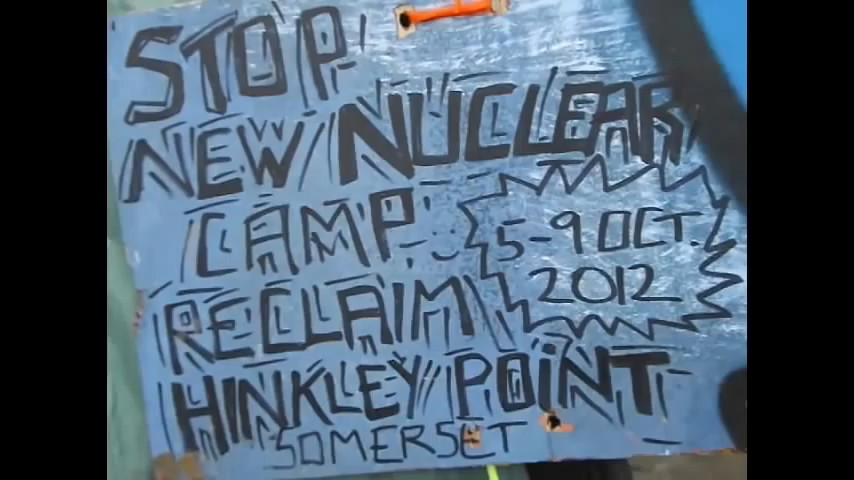 STOP
NEW NUCLEAR
CAMP
5-9 OCT.
2012
RECLAIM
HINKLEY POINT
SOMERSET